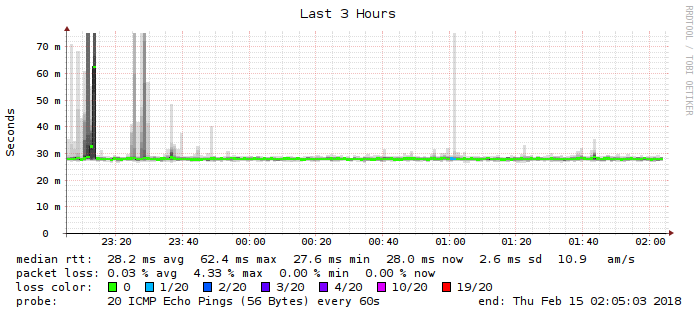 Last 3 Hours
RRDTOOL / TOBI OETIKER
Seconds
70 m
60 m
50 m
40 m
30 m
20 m
10 m
0
23:20 23:40 00:00 00:20 00:40 01:00 01:20 01:40 02:00
median rtt: 28.2 ms avg 62.4 ms max 27.6 ms min 28.0 ms now 2.6 ms sd 10.9 am/s
packet loss: 0.03 % avg 4.33 % max 0.00 % min 0.00 % now
loss color: 0 1/20 2/20 3/20 4/20 10/20 19/20
probe: 20 ICMP Echo Pings (56 Bytes) every 60s end: Thu Feb 15 02:05:03 2018